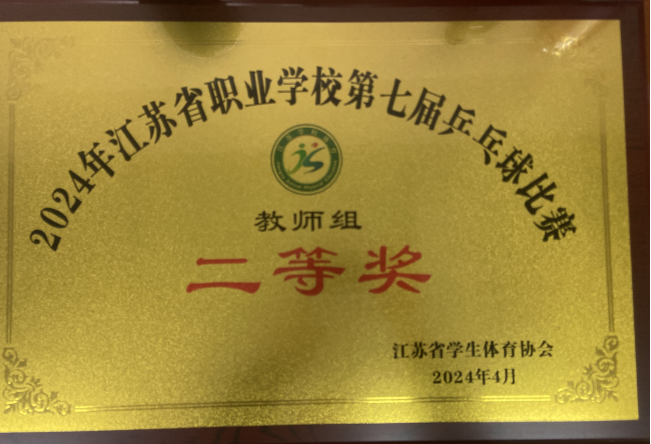 2024年江苏省职业学校第七届乒乓球比赛
教师组
二等奖
江苏省学生体育协会
2024年4月